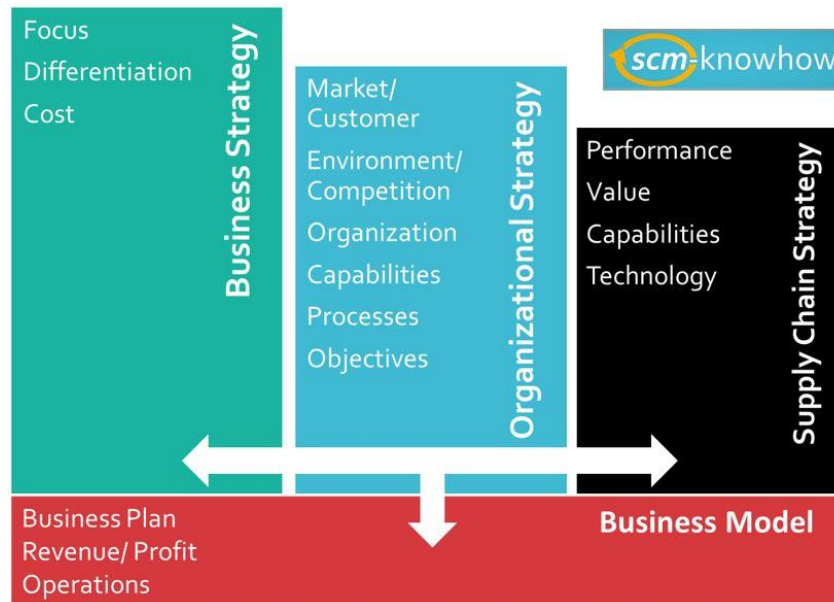 Focus
Differentiation
Cost
Business Strategy
Market/
Customer
Environment/
Competition
Organization
Capabilities
Processes
Objectives
Organizational Strategy
scm-knowhow
Performance
Value
Capabilities
Technology
Supply Chain Strategy
Business Plan
Revenue/ Profit
Operations
Business Model